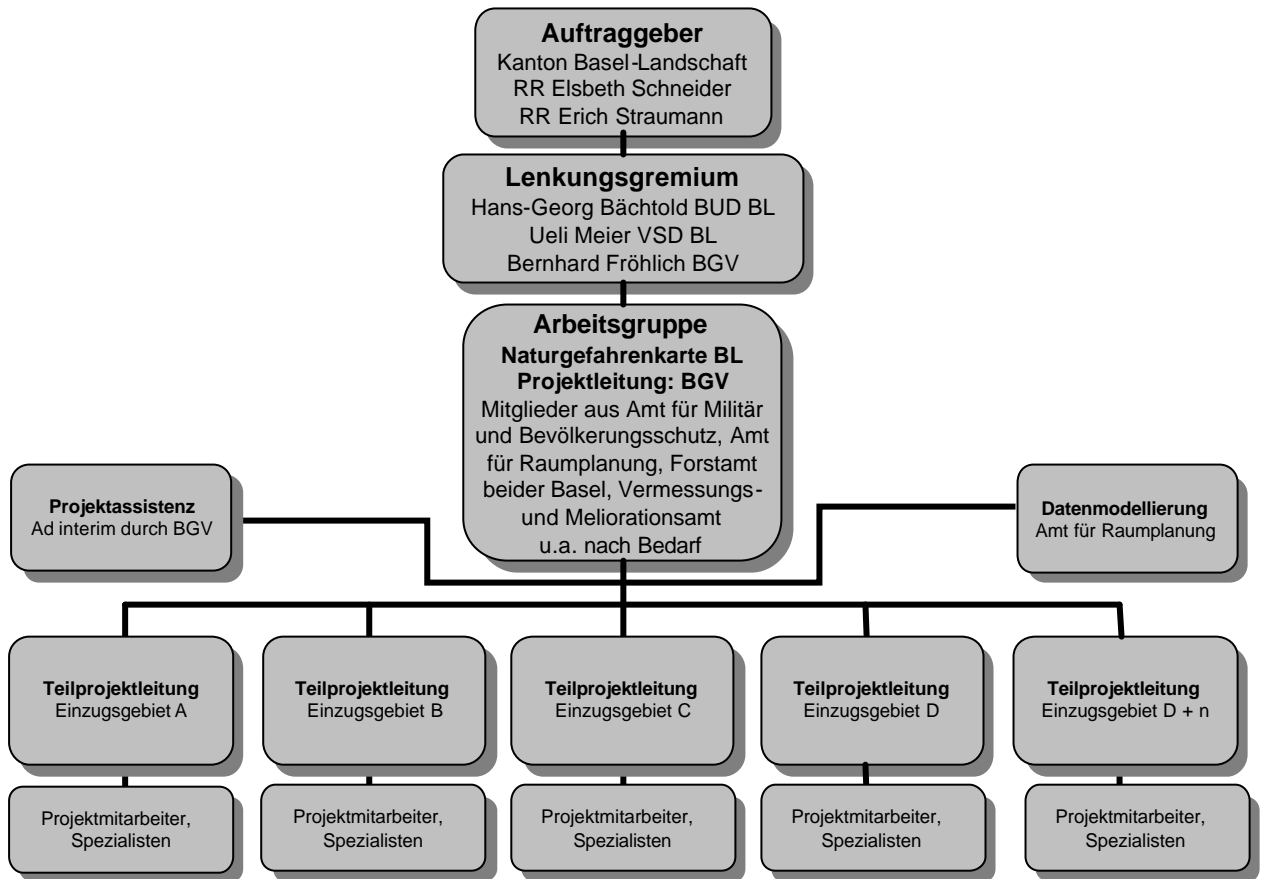 Auftraggeber
Kanton Basel-Landschaft
RR Elsbeth Schneider
RR Erich Straumann
Lenkungsgremium
Hans-Georg Bächtold BUD BL
Ueli Meier VSD BL
Bernhard Fröhlich BGV
Arbeitsgruppe
Naturgefahrenkarte BL
Projektleitung: BGV
Mitglieder aus Amt für Militär
und Bevölkerungsschutz, Amt
für Raumplanung, Forstamt
beider Basel, Vermessungs-
und Meliorationsamt
u.a. nach Bedarf
Projektassistenz
Ad interim durch BGV
Datenmodellierung
Amt für Raumplanung
Teilprojektleitung
Einzugsgebiet A
Teilprojektleitung
Einzugsgebiet B
Teilprojektleitung
Einzugsgebiet C
Teilprojektleitung
Einzugsgebiet D
Teilprojektleitung
Einzugsgebiet D + n
Projektmitarbeiter,
Spezialisten
Projektmitarbeiter,
Spezialisten
Projektmitarbeiter,
Spezialisten
Projektmitarbeiter,
Spezialisten
Projektmitarbeiter,
Spezialisten